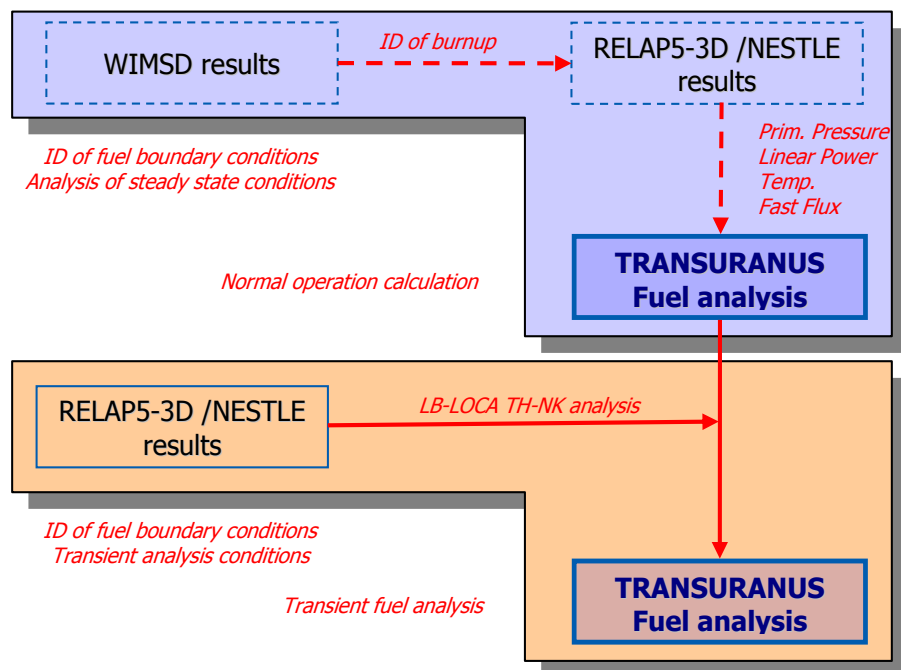 WIMSD results
ID of burnup
RELAP5-3D /NESTLE
results
Prim. Pressure
Linear Power
Temp.
Fast Flux
ID of fuel boundary conditions
Analysis of steady state conditions
Normal operation calculation
TRANSURANUS
Fuel analysis
RELAP5-3D /NESTLE
results
LB-LOCA TH-NK analysis
ID of fuel boundary conditions
Transient analysis conditions
Transient fuel analysis
TRANSURANUS
Fuel analysis